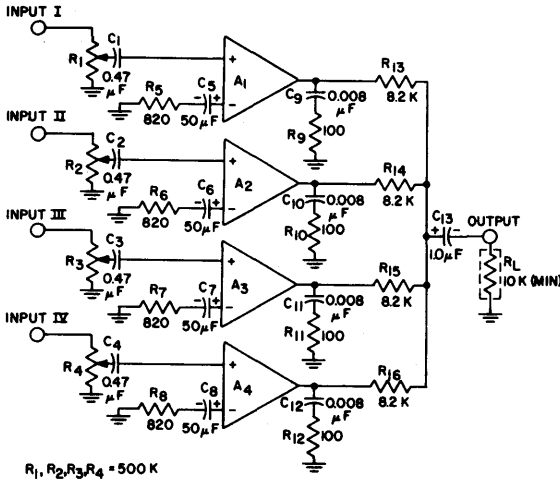 INPUT I
R1
C1
0.47
µF
R5
820
C5
- +
50µF
+
-
A1
C9
0.008
µF
R9
100
R13
8.2 K
INPUT II
R2
C2
0.47
µF
R6
820
C6
- +
50µF
+
-
A2
C10
0.008
µF
R10
100
R14
8.2 K
INPUT III
R3
C3
0.47
µF
R7
820
C7
- +
50µF
+
-
A3
C11
0.008
µF
R11
100
R15
8.2 K
C13
+ -
1.0µF
OUTPUT
RL
10 K (MIN)
INPUT IV
R4
C4
0.47
µF
R8
820
C8
- +
50µF
+
-
A4
C12
0.008
µF
R12
100
R16
8.2 K
R1, R2,R3,R4 = 500 K